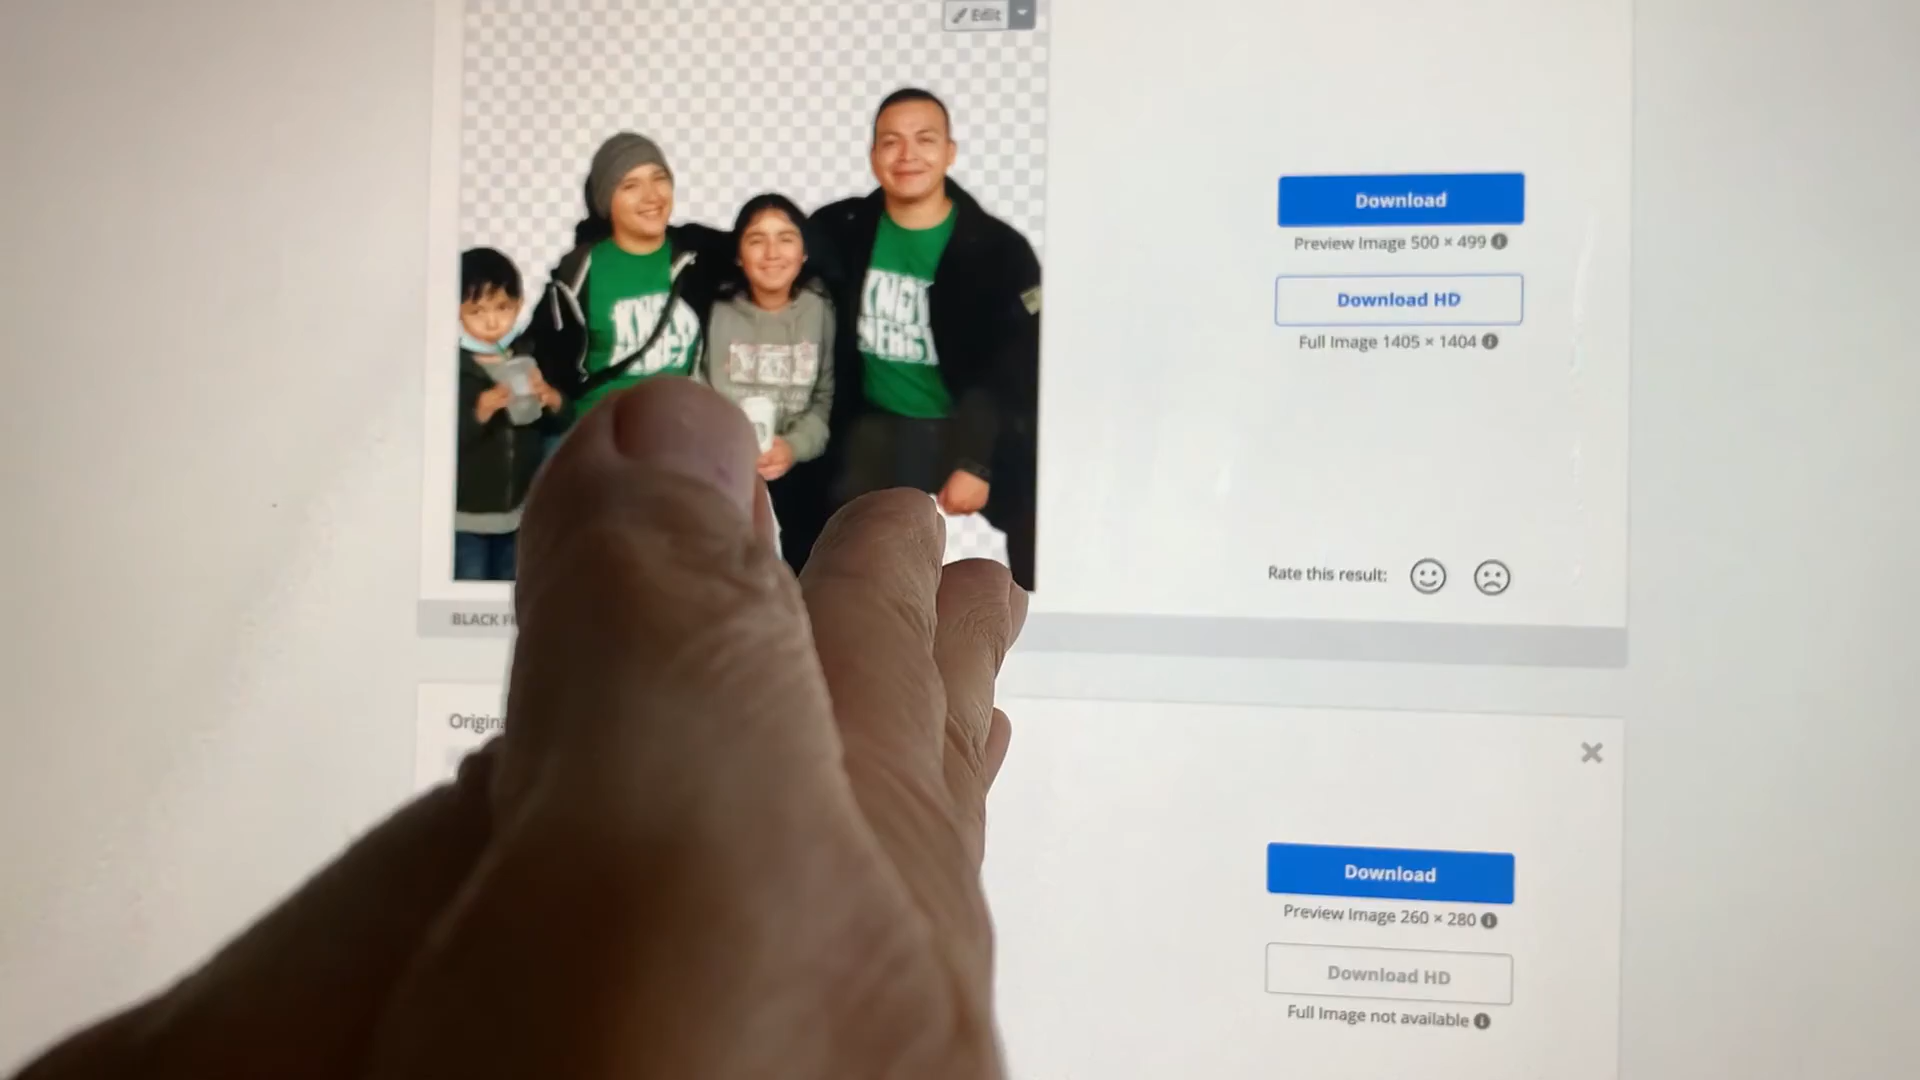 Edit
Download
Preview Image 500 × 499
Download HD
Full Image 1405 × 1404
Rate this result:
BLACK
Download
Preview Image 260 × 280
Download HD
Full Image not available